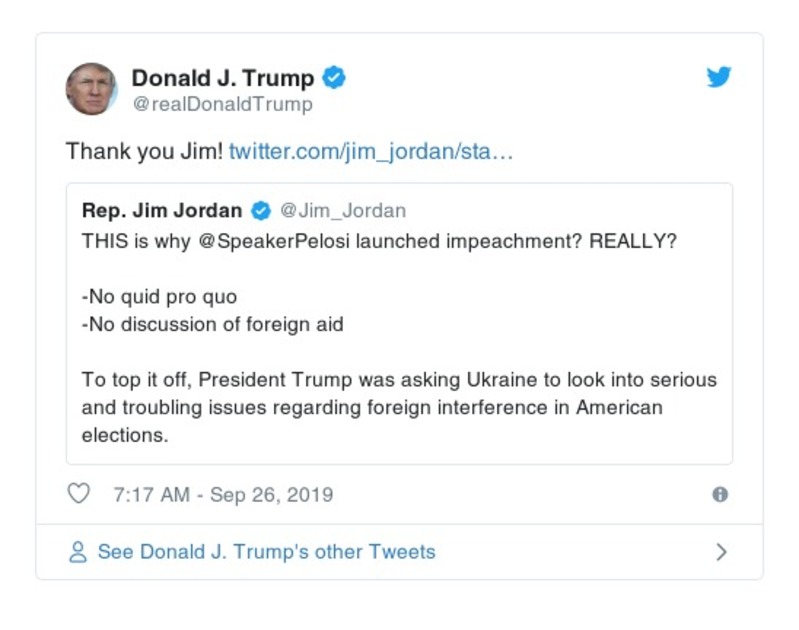 Donald J. Trump
@realDonaldTrump
Thank you Jim! twitter.com/jim_jordan/sta…
Rep. Jim Jordan @Jim_Jordan
THIS is why @SpeakerPelosi launched impeachment? REALLY?
-No quid pro quo
-No discussion of foreign aid
To top it off, President Trump was asking Ukraine to look into serious
and troubling issues regarding foreign interference in American
elections.
7:17 AM - Sep 26, 2019
See Donald J. Trump's other Tweets